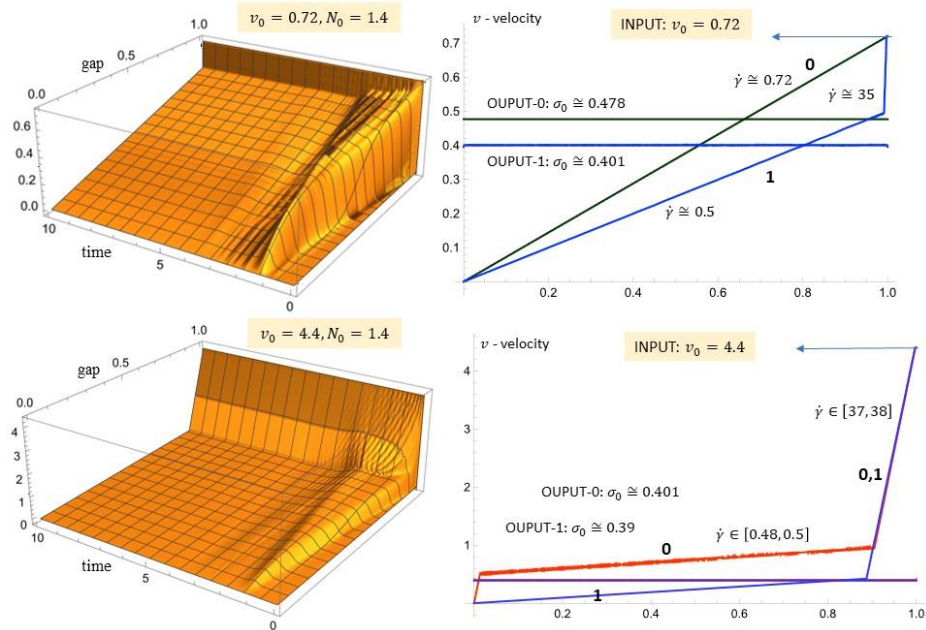 v₀ = 0.72, N₀ = 1.4
gap
1.0
0.5
0.0
0.6
0.4
0.2
0.0
10
time
5
0
v - velocity
INPUT: v₀ = 0.72
0.7
0.6
0.5
0.4
0.3
0.2
0.1
0
γ̇ ≅ 0.72
γ̇ ≅ 35
OUPUT-0: σ₀ ≅ 0.478
OUPUT-1: σ₀ ≅ 0.401
1
γ̇ ≅ 0.5
0.2
0.4
0.6
0.8
1.0
v₀ = 4.4, N₀ = 1.4
gap
1.0
0.5
0.0
4
3
2
1
0
10
time
5
0
v - velocity
INPUT: v₀ = 4.4
4
3
2
1
γ̇ ∈ [37,38]
0,1
OUPUT-0: σ₀ ≅ 0.401
OUPUT-1: σ₀ ≅ 0.39
γ̇ ∈ [0.48, 0.5]
0
1
0.2
0.4
0.6
0.8
1.0